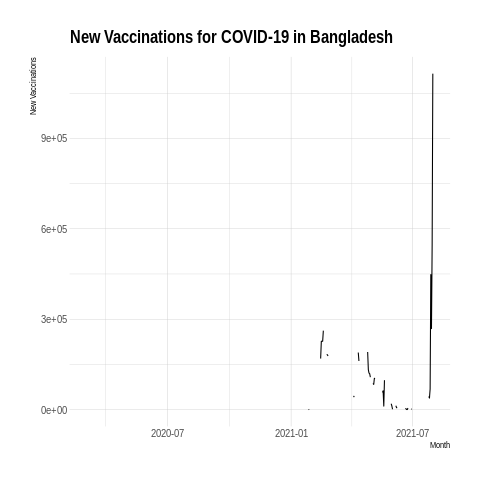 New Vaccinations for COVID-19 in Bangladesh
New Vaccinations
9e+05
6e+05
3e+05
0e+00
2020-07
2021-01
2021-07
Month